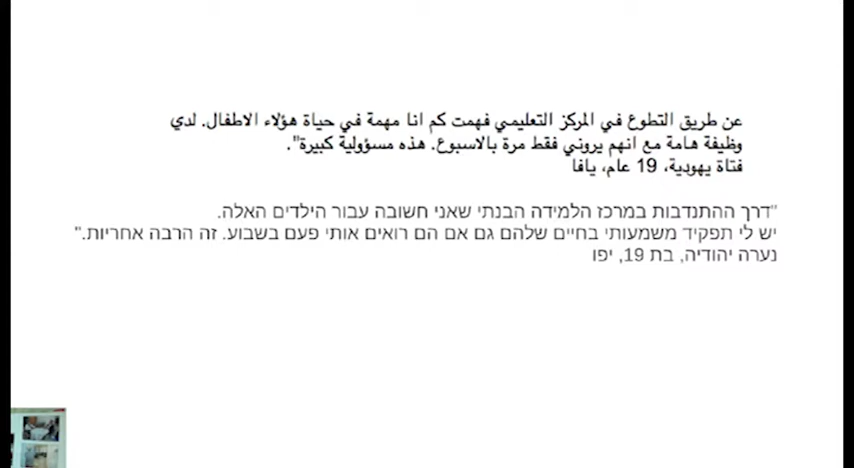 عن طريق التطوع في المركز التعليمي فهمت كم انا مهمة في حياة هؤلاء الاطفال. لدي
وظيفة هامة مع انهم يروني فقط مرة بالاسبوع. هذه مسؤولية كبيرة".
فتاة يهودية، 19 عام، يافا
"דרך ההתנדבות במרכז הלמידה הבנתי שאני חשובה עבור הילדים האלה.
יש לי תפקיד משמעותי בחיים שלהם גם אם הם רואים אותי פעם בשבוע. זה הרבה אחריות."
נערה יהודיה, בת 19, יפו